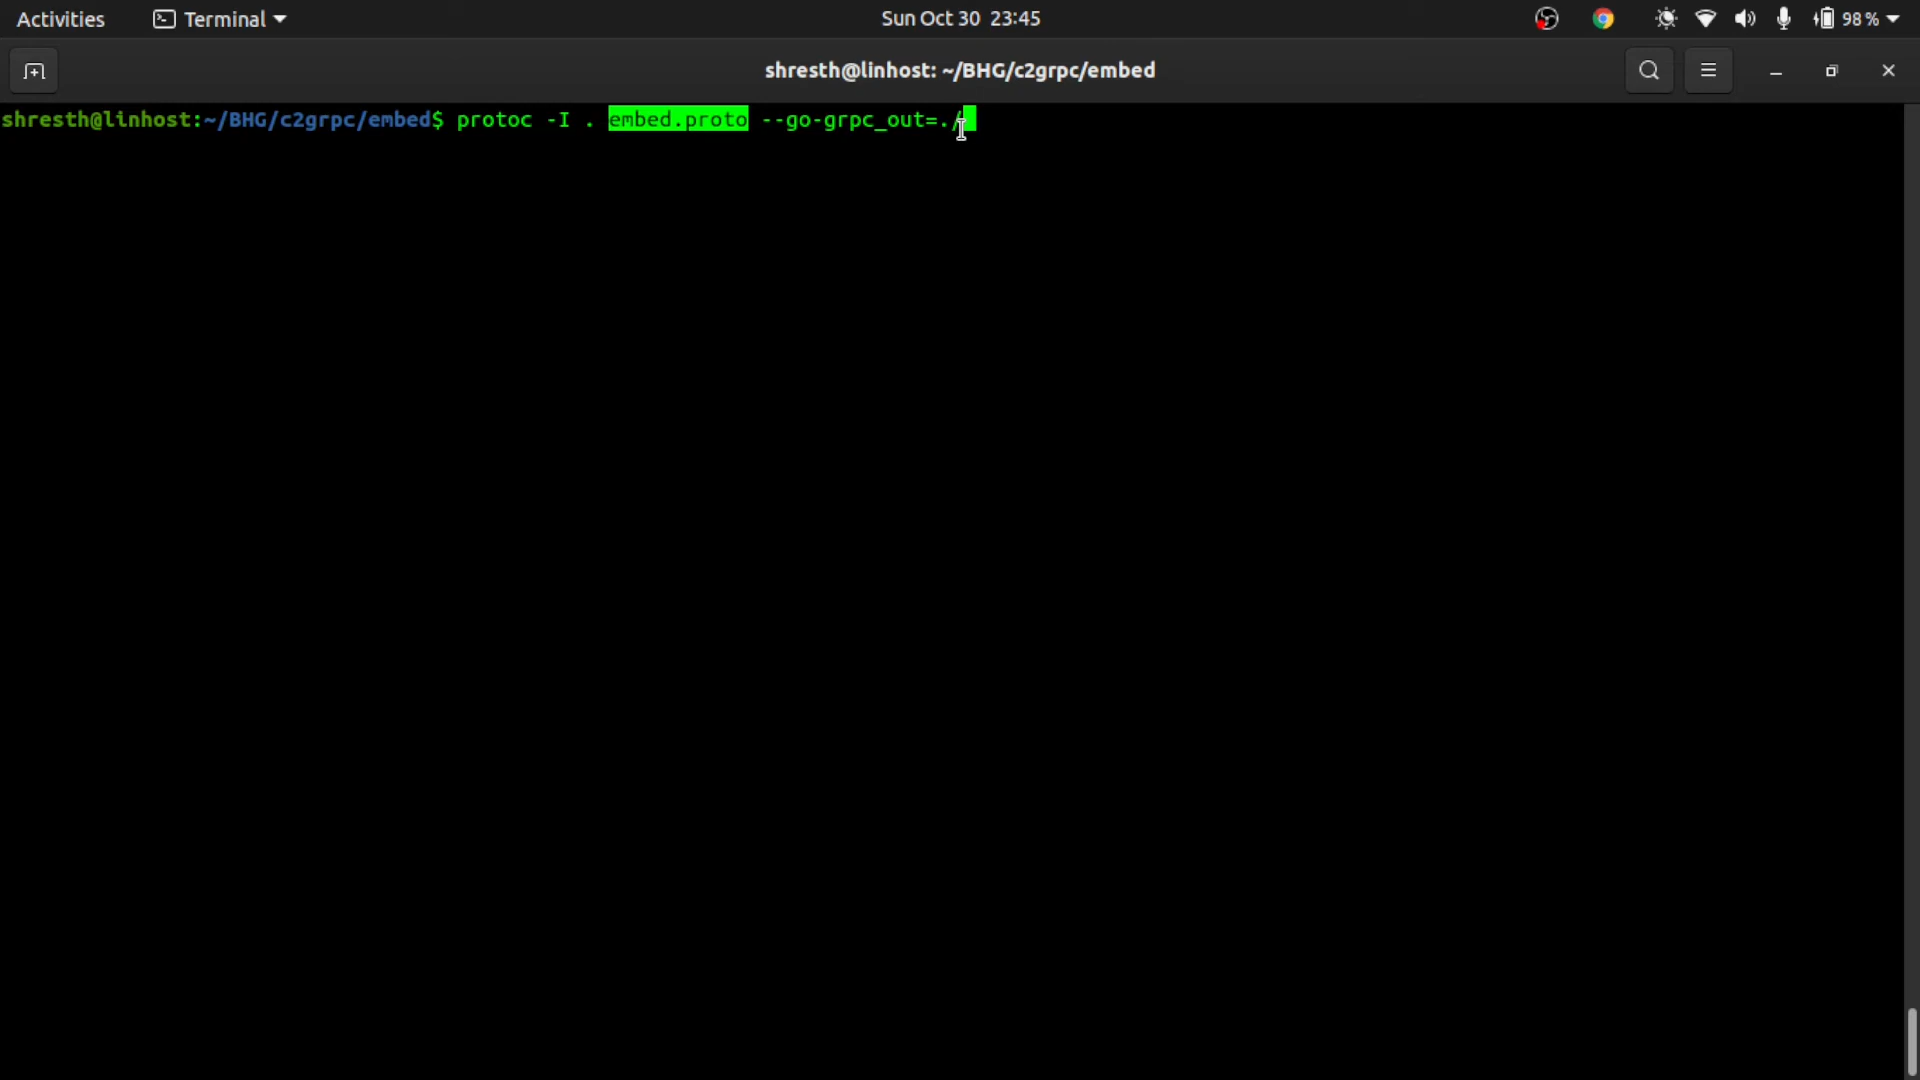 Activities Terminal Sun Oct 30 23:45 98 %
shresth@linhost: ~/BHG/c2grpc/embed
shresth@linhost:~/BHG/c2grpc/embed$ protoc -I . embed.proto --go-grpc_out=./